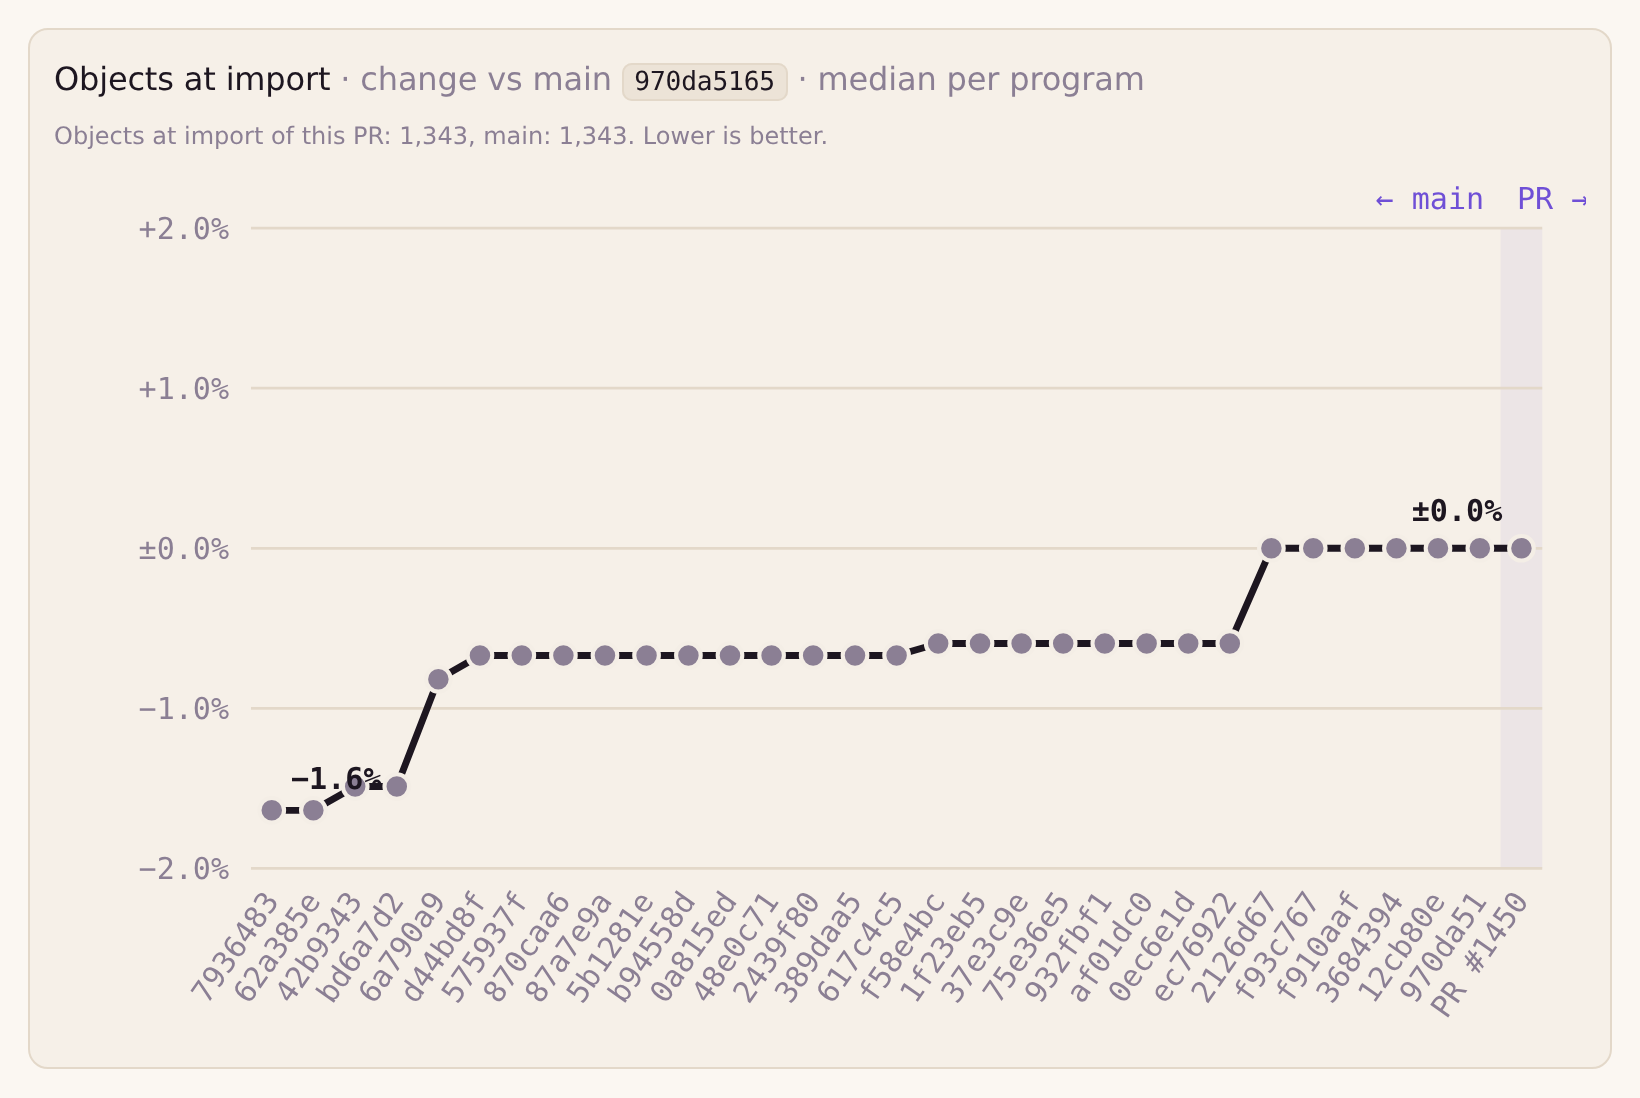 Objects at import · change vs main 970da5165 · median per program
Objects at import of this PR: 1,343, main: 1,343. Lower is better.
← main PR →
+2.0%
+1.0%
±0.0%
−1.0%
−2.0%
−1.6%
±0.0%
7936483
62a385e
42b9343
bd6a7d2
6a790a9
d44bd8f
575937f
870caa6
87a7e9a
5b1281e
b94558d
0a815ed
48e0c71
2439f80
389daa5
617c4c5
f58e4bc
1f23eb5
37e3c9e
75e36e5
932fbf1
af01dc0
0ec6e1d
ec76922
2126d67
f93c767
f910aaf
3684394
12cb80e
970da51
PR #1450